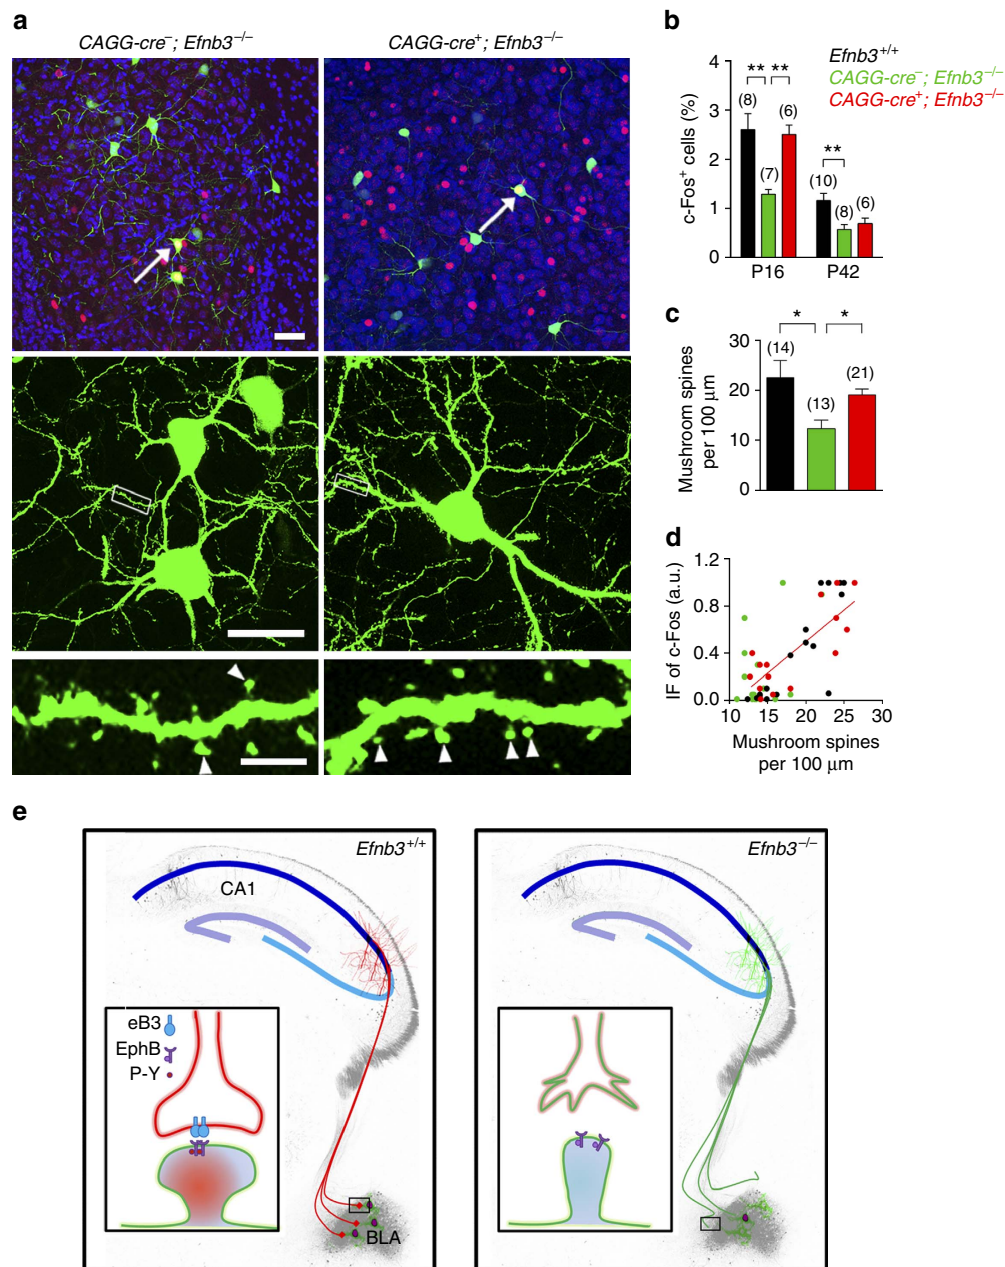 a
CAGG-cre⁻; Efnb3⁻/⁻
CAGG-cre⁺; Efnb3⁻/⁻
b
Efnb3⁺/⁺
CAGG-cre⁻; Efnb3⁻/⁻
CAGG-cre⁺; Efnb3⁻/⁻
c-Fos⁺ cells (%)
4
3
2
1
0
** **
(8)
(7)
(6)
**
(10)
(8)
(6)
P16
P42
c
Mushroom spines
per 100 μm
30
20
10
0
* *
(14)
(13)
(21)
d
IF of c-Fos (a.u.)
1.2
0.8
0.4
0.0
10 15 20 25 30
Mushroom spines
per 100 μm
e
Efnb3⁺/⁺
CA1
eB3
EphB
P-Y
BLA
Efnb3⁻/⁻